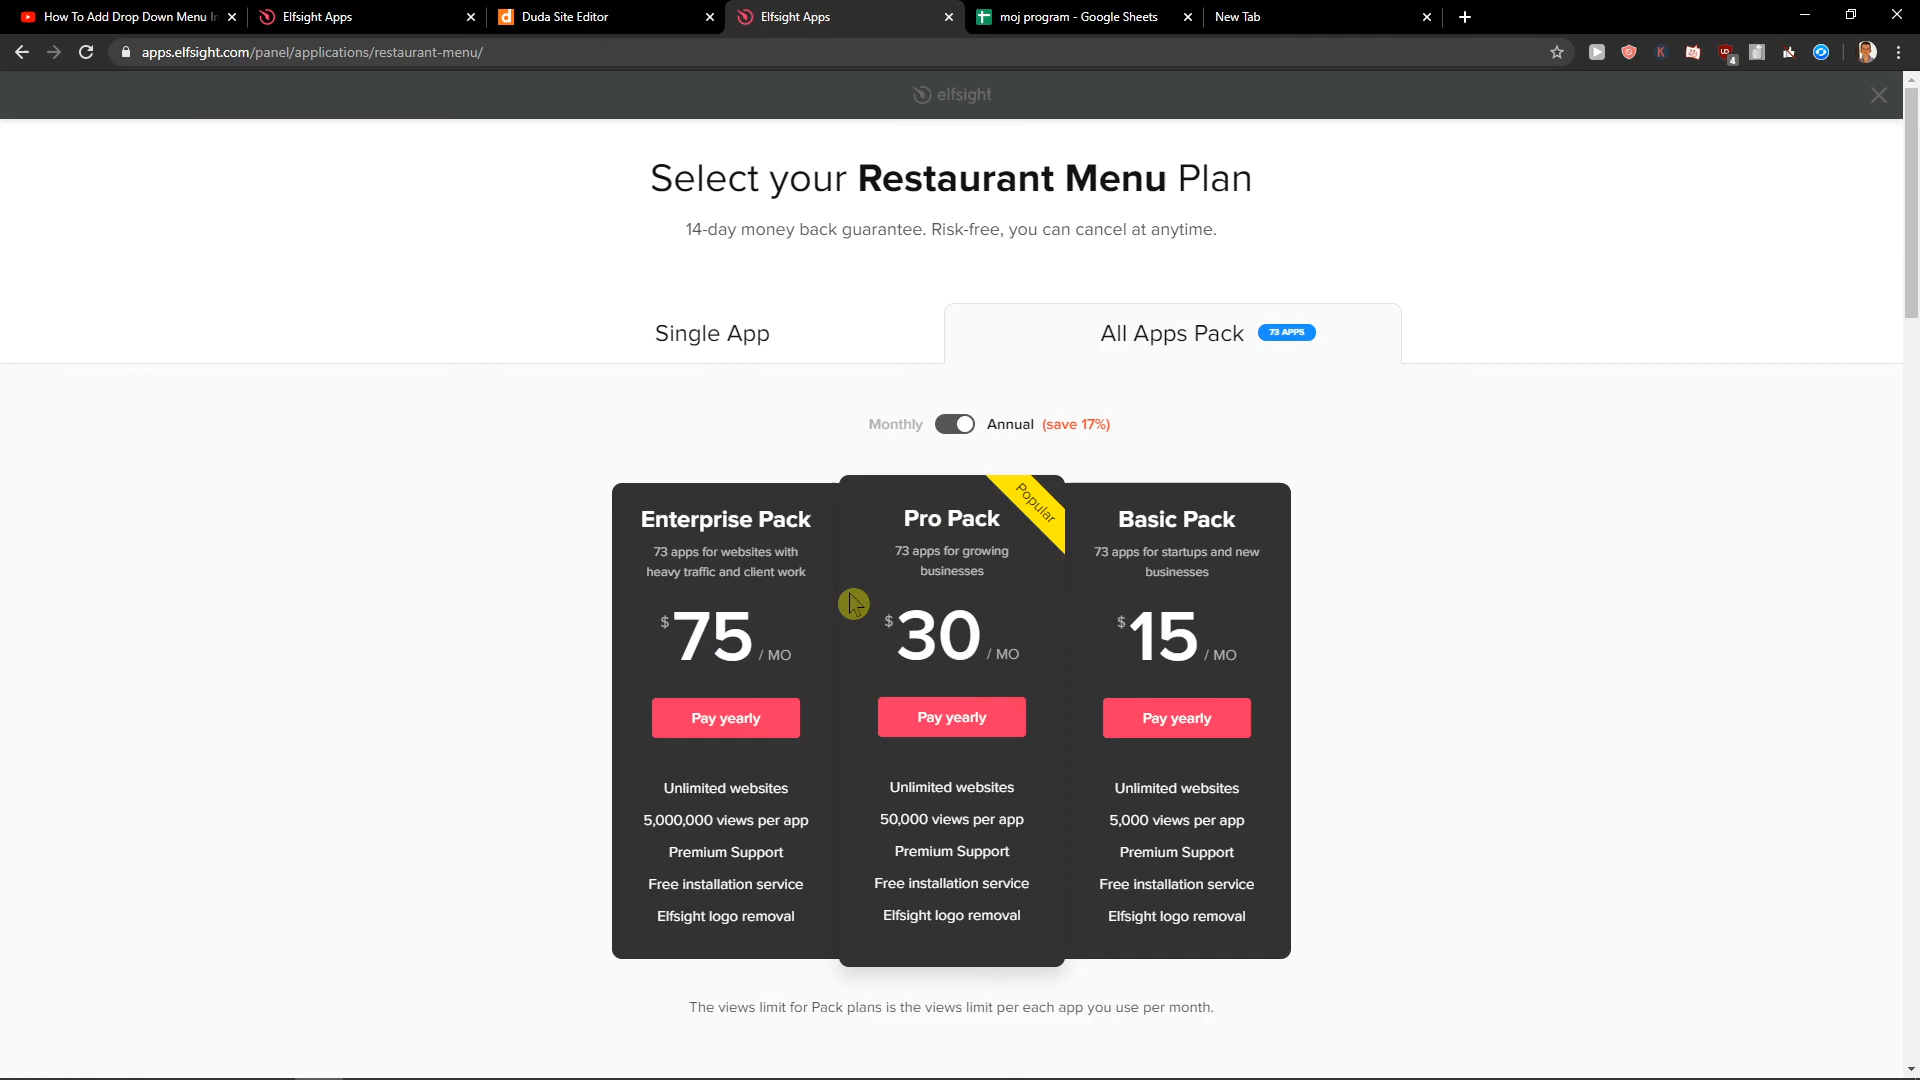 How To Add Drop Down Menu In
Elfsight Apps
Duda Site Editor
Elfsight Apps
moj program - Google Sheets
New Tab
apps.elfsight.com/panel/applications/restaurant-menu/
4
elfsight
Select your Restaurant Menu Plan
14-day money back guarantee. Risk-free, you can cancel at anytime.
Single App
All Apps Pack 73 APPS
Monthly Annual (save 17%)
Enterprise Pack
73 apps for websites with
heavy traffic and client work
$75 / MO
Pay yearly
Unlimited websites
5,000,000 views per app
Premium Support
Free installation service
Elfsight logo removal
Popular
Pro Pack
73 apps for growing
businesses
$30 / MO
Pay yearly
Unlimited websites
50,000 views per app
Premium Support
Free installation service
Elfsight logo removal
Basic Pack
73 apps for startups and new
businesses
$15 / MO
Pay yearly
Unlimited websites
5,000 views per app
Premium Support
Free installation service
Elfsight logo removal
The views limit for Pack plans is the views limit per each app you use per month.